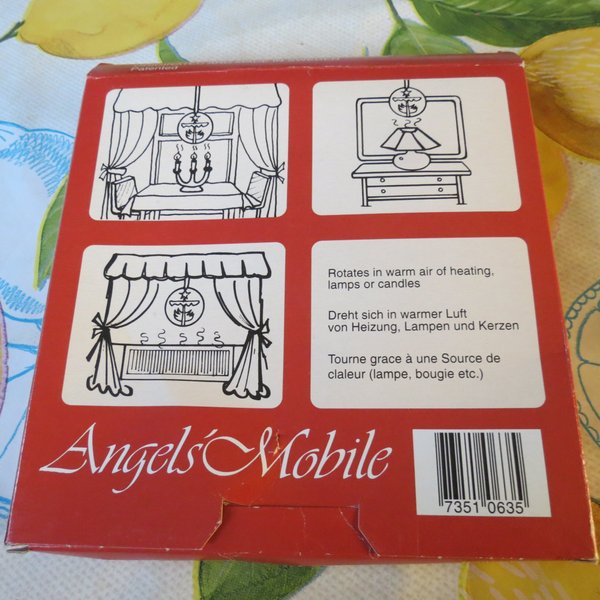 Patented
Rotates in warm air of heating,
lamps or candles
Dreht sich in warmer Luft
von Heizung, Lampen und Kerzen
Tourne grace à une Source de
claleur (lampe, bougie etc.)
Angels' Mobile
7351 0635